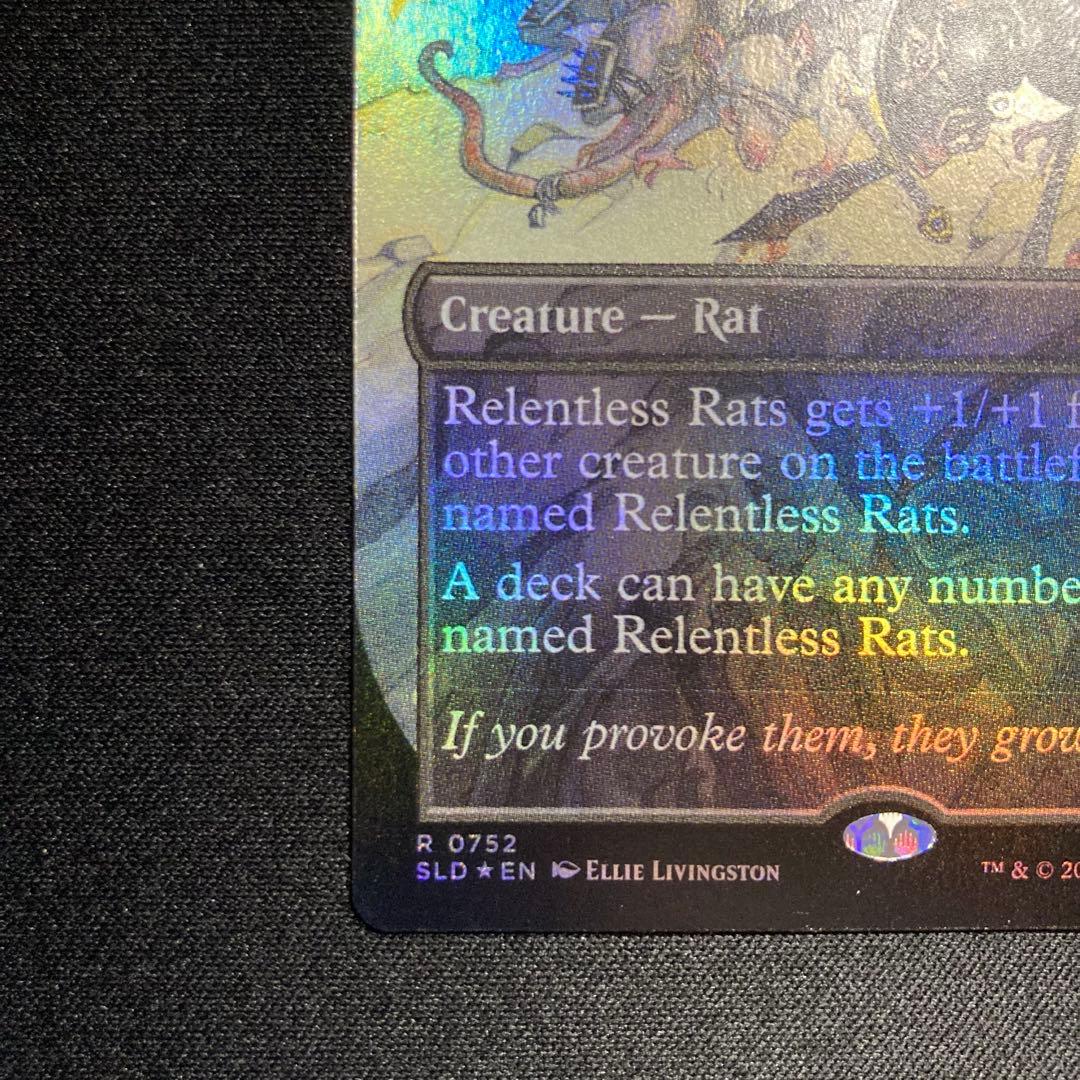 Creature — Rat
Relentless Rats gets +1/+1
other creature on the
named Relentless Rats.
A deck can have any
named Relentless Rats.
If you provoke them, they
R 0752
SLD ★ EN Ellie Livingston
™ & © 20